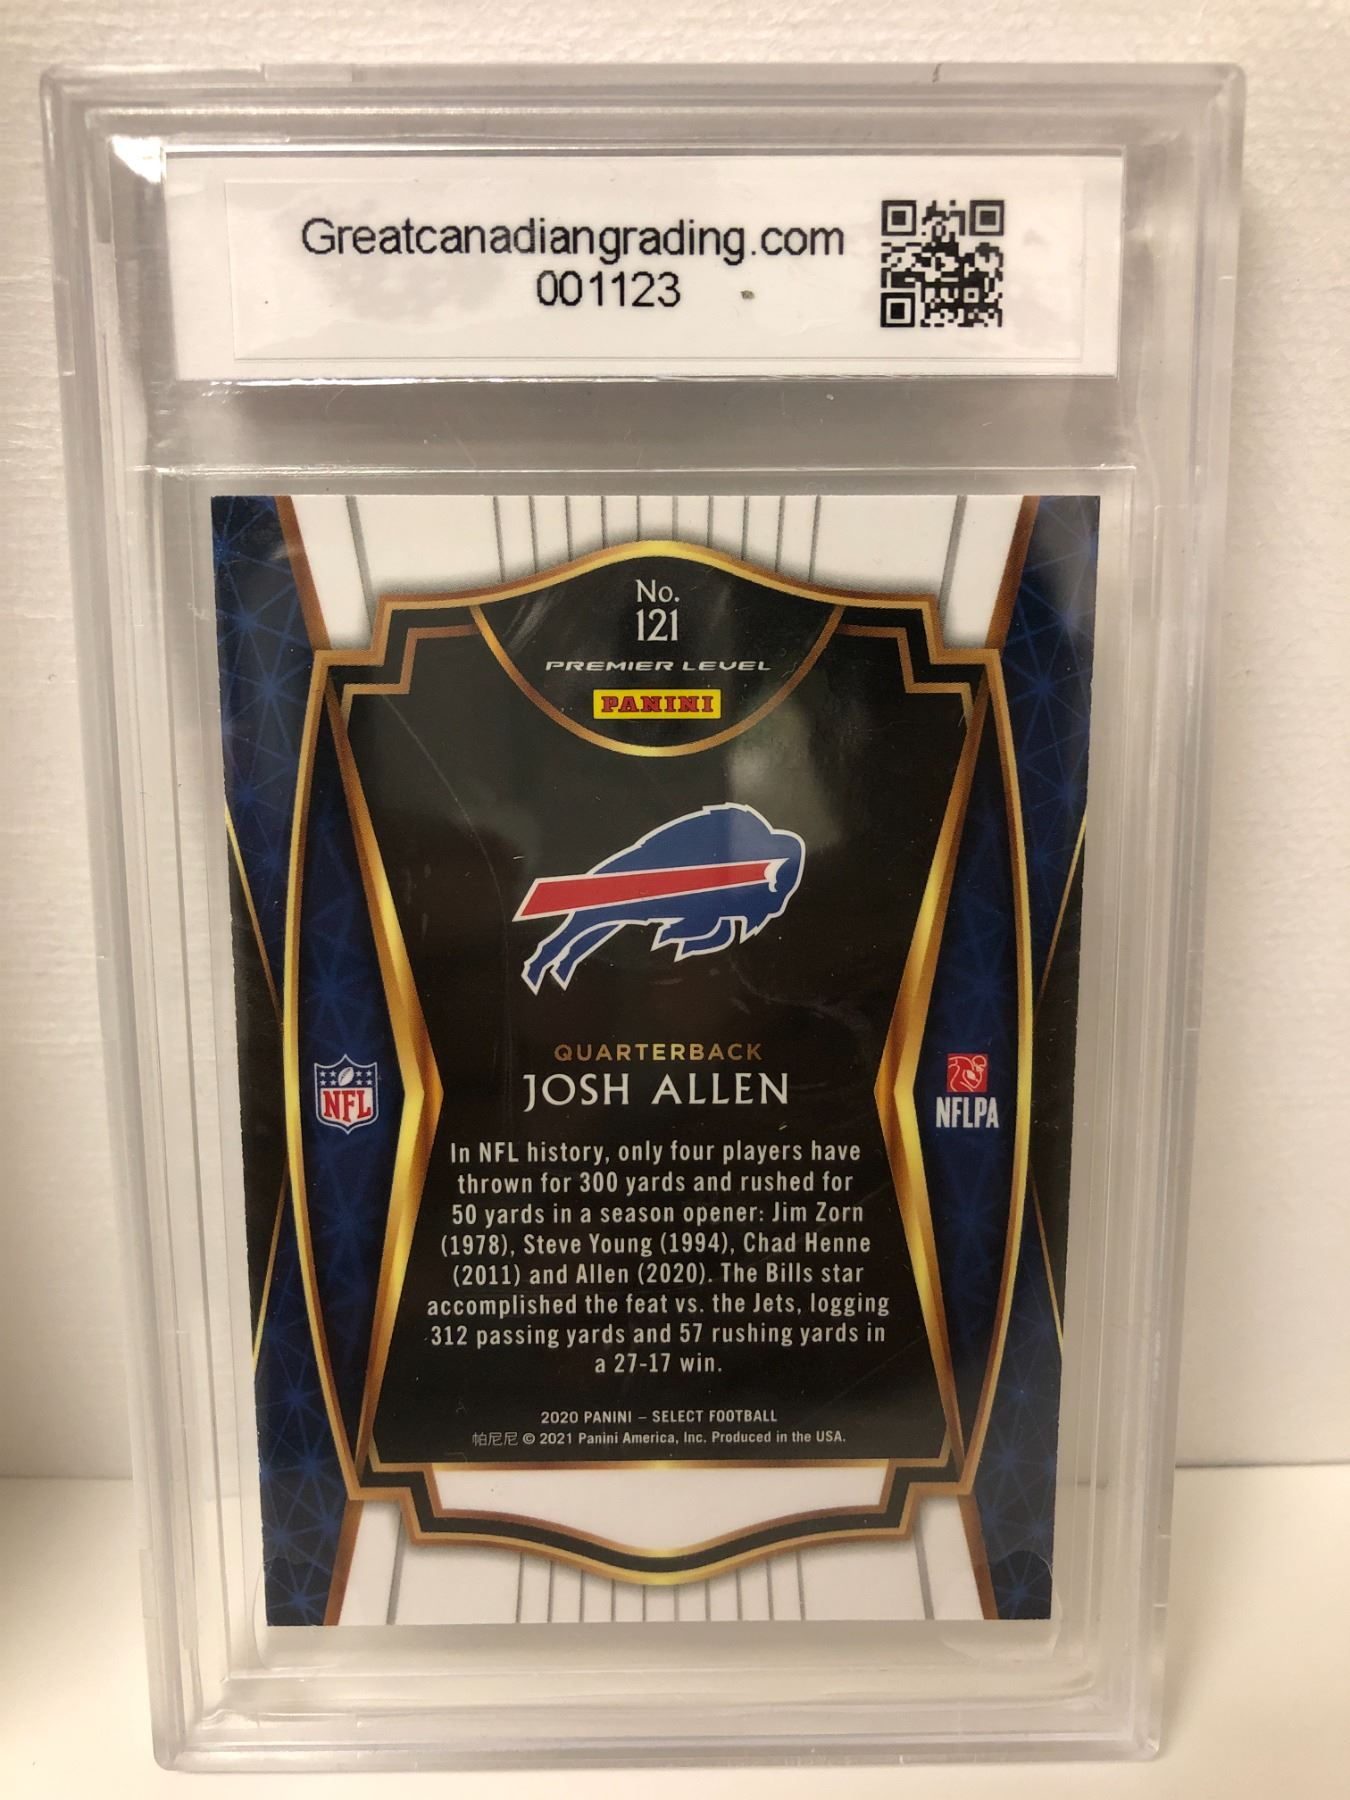 Greatcanadiangrading.com
001123
No.
121
PREMIER LEVEL
PANINI
QUARTERBACK
JOSH ALLEN
NFL
NFLPA
In NFL history, only four players have
thrown for 300 yards and rushed for
50 yards in a season opener: Jim Zorn
(1978), Steve Young (1994), Chad Henne
(2011) and Allen (2020). The Bills star
accomplished the feat vs. the Jets, logging
312 passing yards and 57 rushing yards in
a 27-17 win.
2020 PANINI – SELECT FOOTBALL
帕尼尼 © 2021 Panini America, Inc. Produced in the USA.